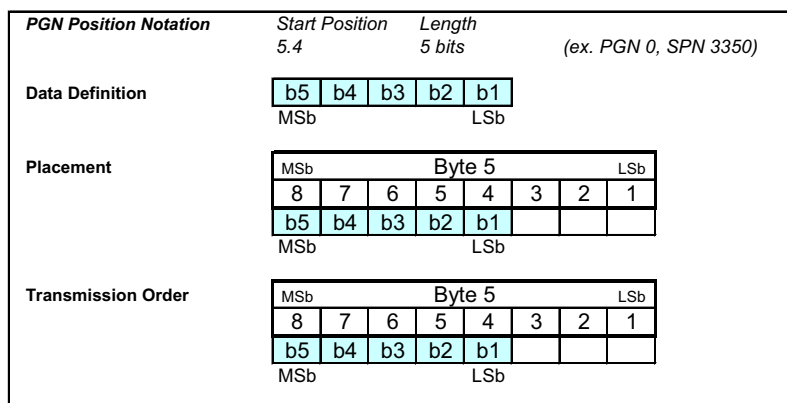 PGN Position Notation Start Position Length
5.4 5 bits (ex. PGN 0, SPN 3350)
Data Definition b5 b4 b3 b2 b1
MSb LSb
Placement MSb Byte 5 LSb
8 7 6 5 4 3 2 1
b5 b4 b3 b2 b1
MSb LSb
Transmission Order MSb Byte 5 LSb
8 7 6 5 4 3 2 1
b5 b4 b3 b2 b1
MSb LSb